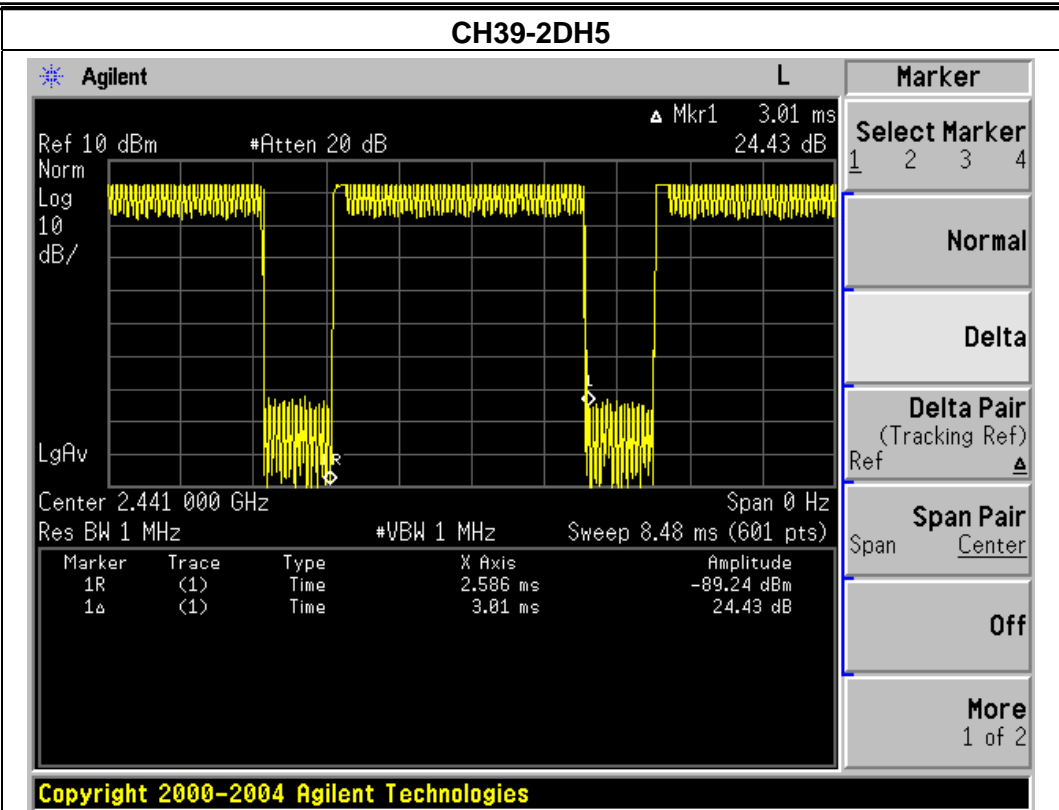 CH39-2DH5
Agilent L
Δ Mkr1 3.01 ms
Ref 10 dBm #Atten 20 dB 24.43 dB
Norm
Log
10
dB/
LgAv
R
1
Center 2.441 000 GHz Span 0 Hz
Res BW 1 MHz #VBW 1 MHz Sweep 8.48 ms (601 pts)
Marker Trace Type X Axis Amplitude
1R (1) Time 2.586 ms -89.24 dBm
1Δ (1) Time 3.01 ms 24.43 dB
Marker
Select Marker
1 2 3 4
Normal
Delta
Delta Pair
(Tracking Ref)
Ref Δ
Span Pair
Span Center
Off
More
1 of 2
Copyright 2000-2004 Agilent Technologies